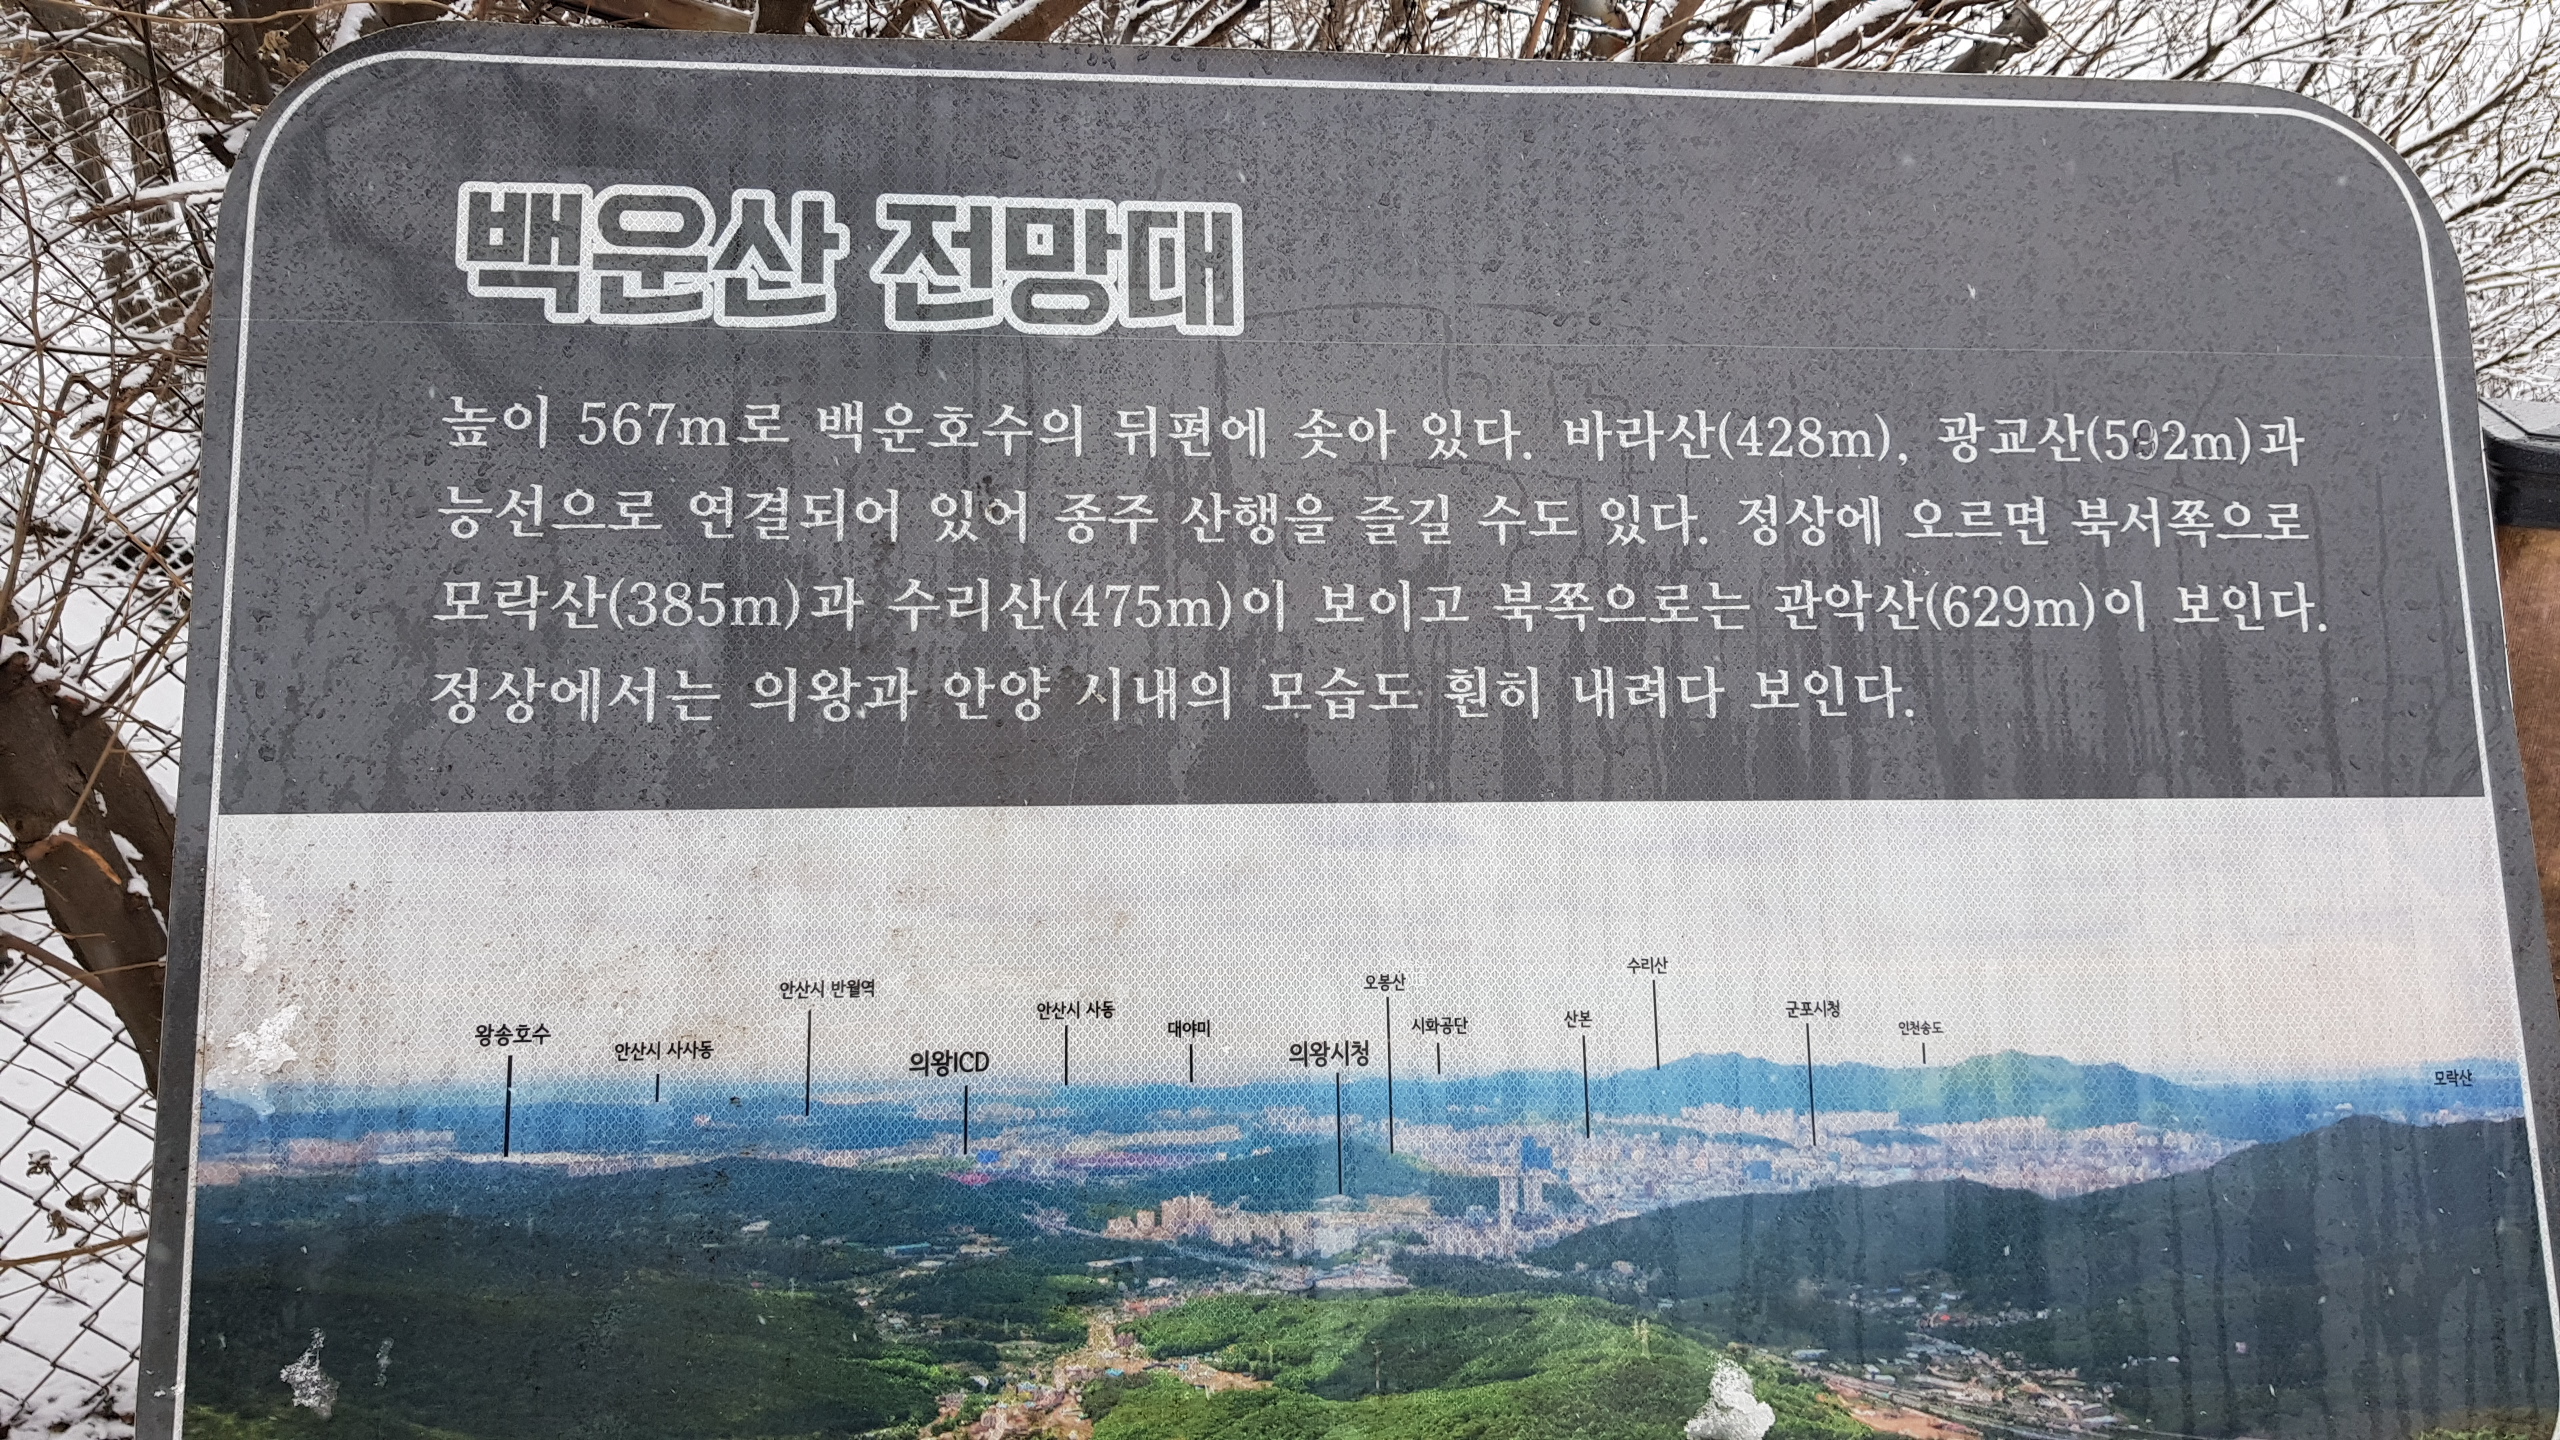 백운산 전망대
높이 567m로 백운호수의 뒤편에 솟아 있다. 바라산(428m), 광교산(592m)과
능선으로 연결되어 있어 종주 산행을 즐길 수도 있다. 정상에 오르면 북서쪽으로
모락산(385m)과 수리산(475m)이 보이고 북쪽으로는 관악산(629m)이 보인다.
정상에서는 의왕과 안양 시내의 모습도 훤히 내려다 보인다.
왕송호수
안산시 사사동
안산시 반월역
의왕ICD
안산시 사동
대야미
의왕시청
오봉산
시화공단
산본
수리산
군포시청
인천송도
모락산